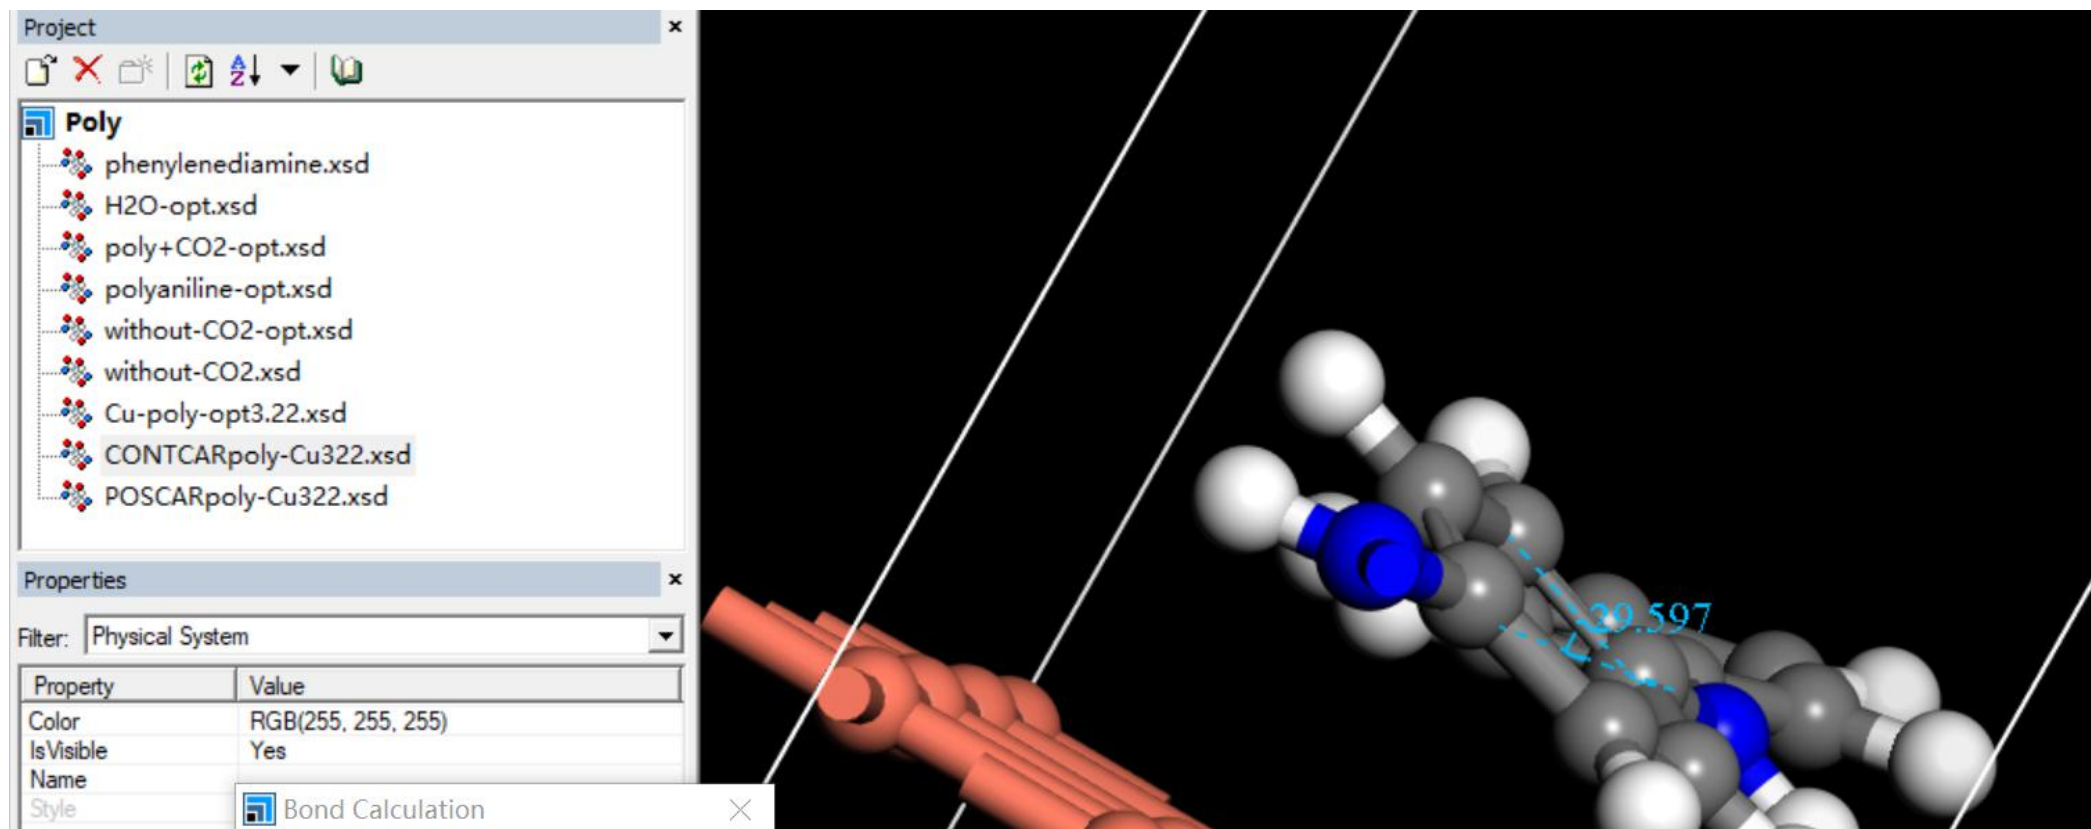 Project
Poly
phenylenediamine.xsd
H2O-opt.xsd
poly+CO2-opt.xsd
polyaniline-opt.xsd
without-CO2-opt.xsd
without-CO2.xsd
Cu-poly-opt3.22.xsd
CONTCARpoly-Cu322.xsd
POSCARpoly-Cu322.xsd
Properties
Filter: Physical System
Property Value
Color RGB(255, 255, 255)
IsVisible Yes
Name
Style
Bond Calculation
29.597